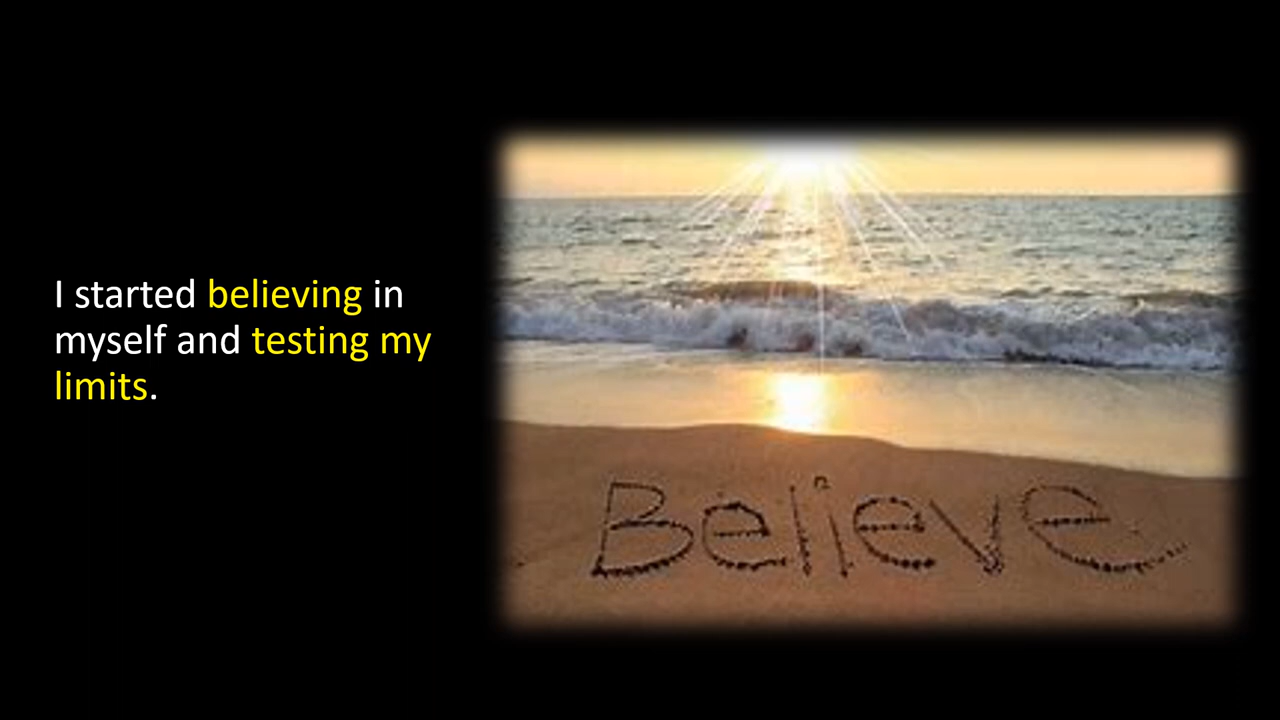 I started believing in
myself and testing my
limits.
Believe